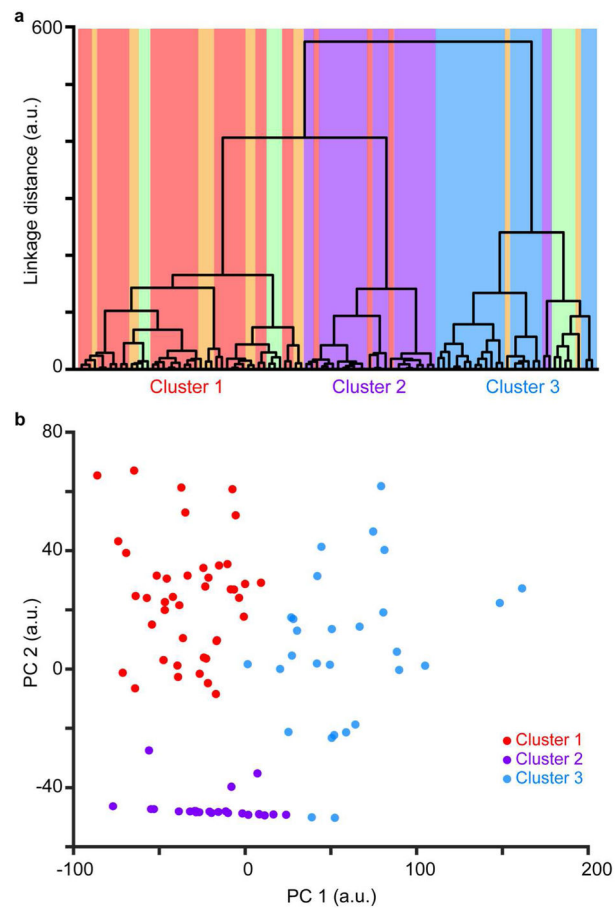 a
600
Linkage distance (a.u.)
0
Cluster 1 Cluster 2 Cluster 3
b
80
40
0
-40
PC 2 (a.u.)
Cluster 1
Cluster 2
Cluster 3
-100 0 100 200
PC 1 (a.u.)